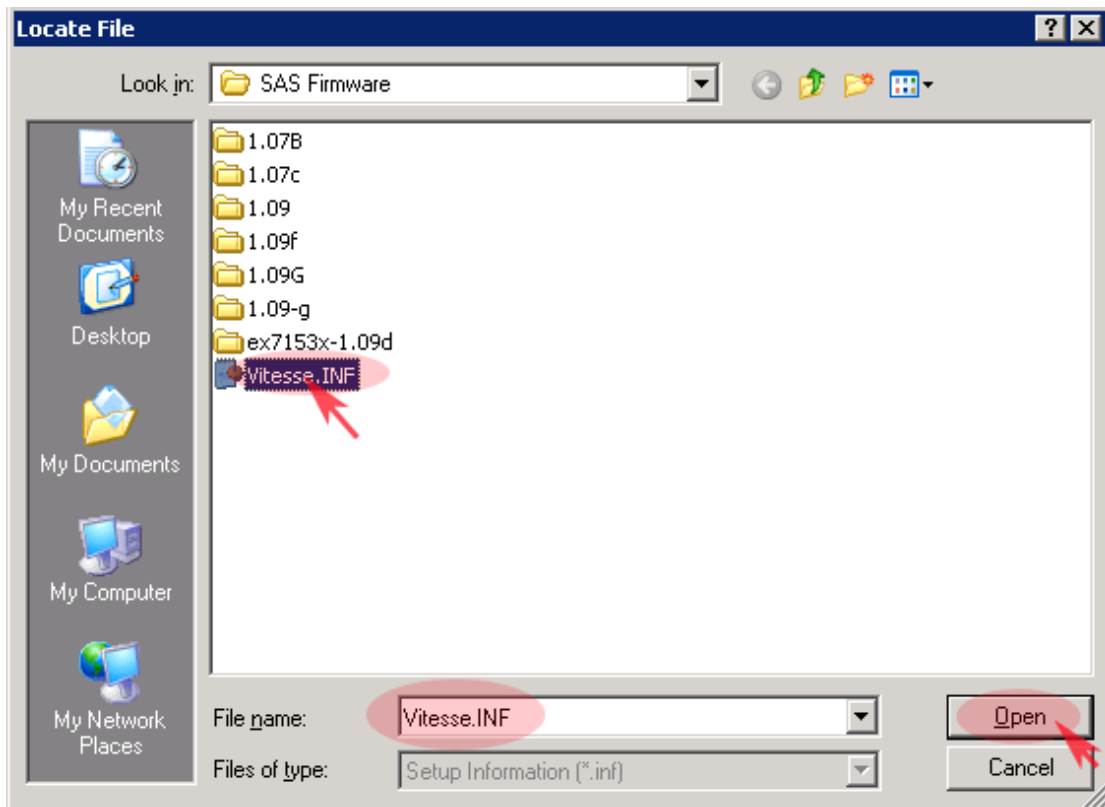 Locate File
Look in:
SAS Firmware
My Recent
Documents
Desktop
My Documents
My Computer
My Network
Places
1.07B
1.07c
1.09
1.09f
1.09G
1.09-g
ex7153x-1.09d
Vitesse.INF
File name:
Vitesse.INF
Open
Files of type:
Setup Information (*.inf)
Cancel